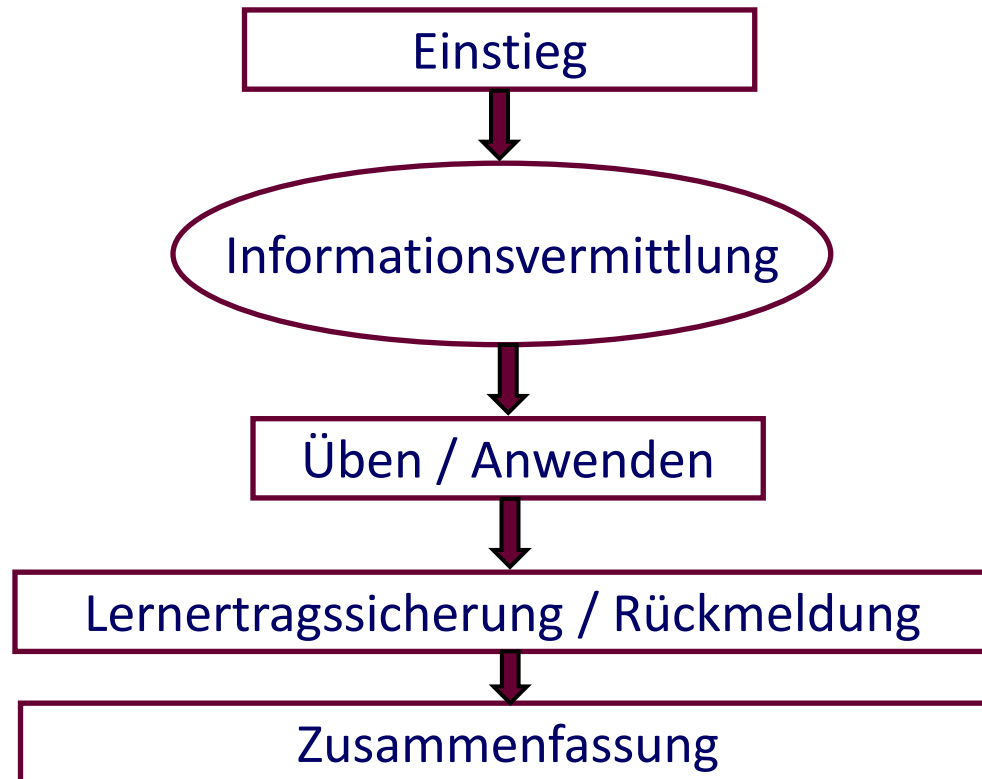 Einstieg
Informationsvermittlung
Üben / Anwenden
Lernertragssicherung / Rückmeldung
Zusammenfassung